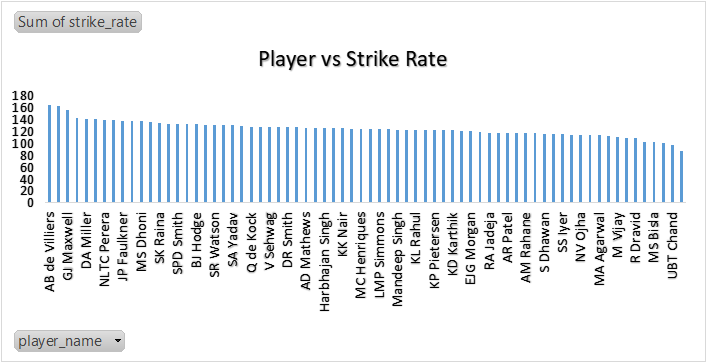 Sum of strike_rate
Player vs Strike Rate
180
160
140
120
100
80
60
40
20
0
AB de Villiers
GJ Maxwell
DA Miller
NLTC Perera
JP Faulkner
MS Dhoni
SK Raina
SPD Smith
BJ Hodge
SR Watson
SA Yadav
Q de Kock
V Sehwag
DR Smith
AD Mathews
Harbhajan Singh
KK Nair
MC Henriques
LMP Simmons
Mandeep Singh
KL Rahul
KP Pietersen
KD Karthik
EJG Morgan
RA Jadeja
AR Patel
AM Rahane
S Dhawan
SS Iyer
NV Ojha
MA Agarwal
M Vijay
R Dravid
MS Bisla
UBT Chand
player_name